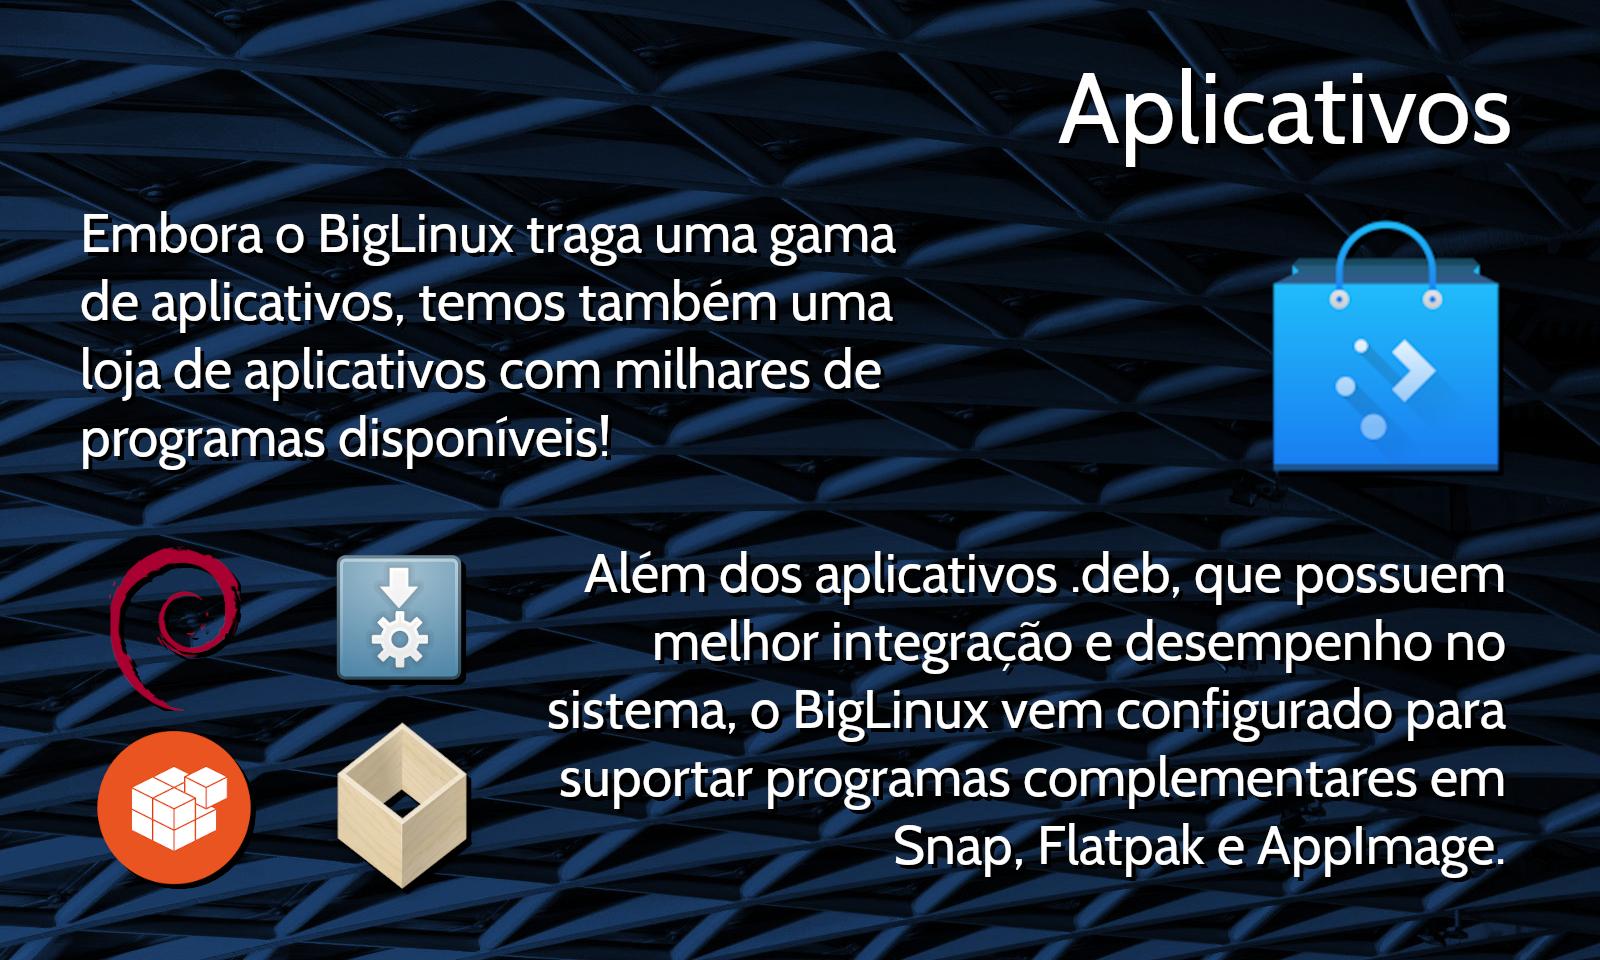 Aplicativos
Embora o BigLinux traga uma gama
de aplicativos, temos também uma
loja de aplicativos com milhares de
programas disponíveis!
Além dos aplicativos .deb, que possuem
melhor integração e desempenho no
sistema, o BigLinux vem configurado para
suportar programas complementares em
Snap, Flatpak e AppImage.